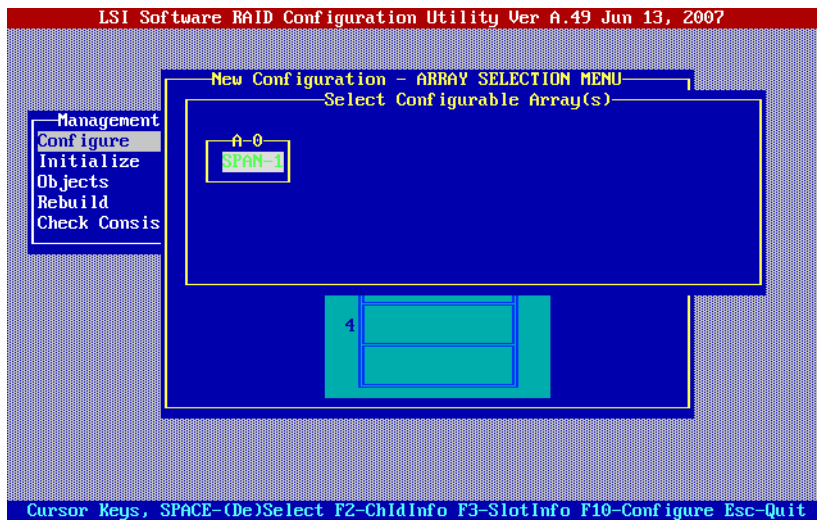 LSI Software RAID Configuration Utility Ver A.49 Jun 13, 2007
New Configuration - ARRAY SELECTION MENU
Select Configurable Array(s)
Management
Configure
Initialize
Objects
Rebuild
Check Consis
A-0
SPAN-1
4
Cursor Keys, SPACE-(De)Select F2-ChIdInfo F3-SlotInfo F10-Configure Esc-Quit